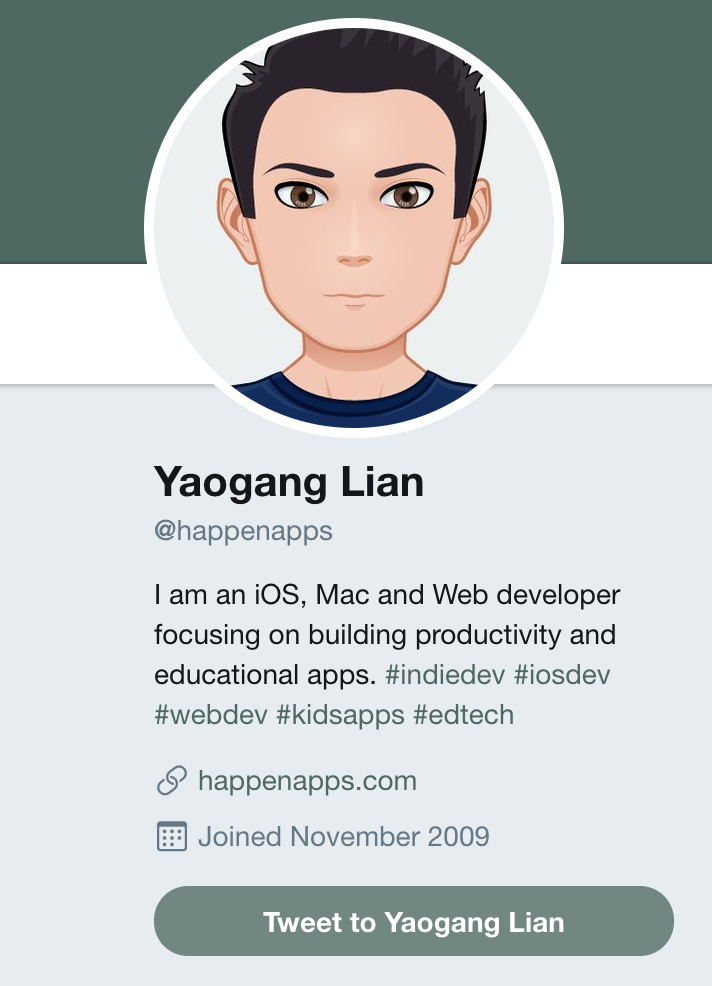 Yaogang Lian
@happenapps
I am an iOS, Mac and Web developer
focusing on building productivity and
educational apps. #indiedev #iosdev
#webdev #kidsapps #edtech
happenapps.com
Joined November 2009
Tweet to Yaogang Lian